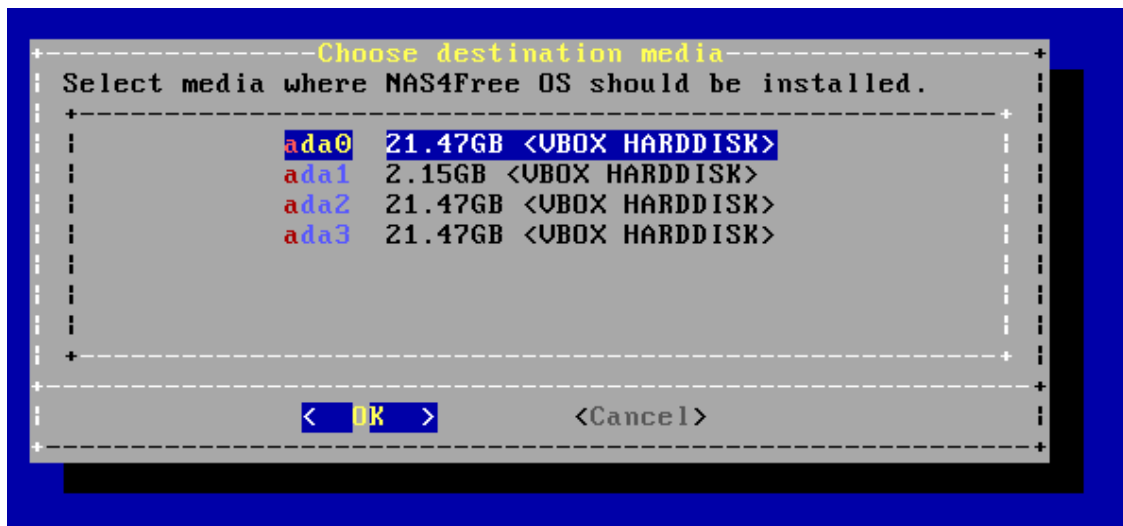 Choose destination media
Select media where NAS4Free OS should be installed.
ada0 21.47GB <VBOX HARDDISK>
ada1 2.15GB <VBOX HARDDISK>
ada2 21.47GB <VBOX HARDDISK>
ada3 21.47GB <VBOX HARDDISK>
< OK > <Cancel>